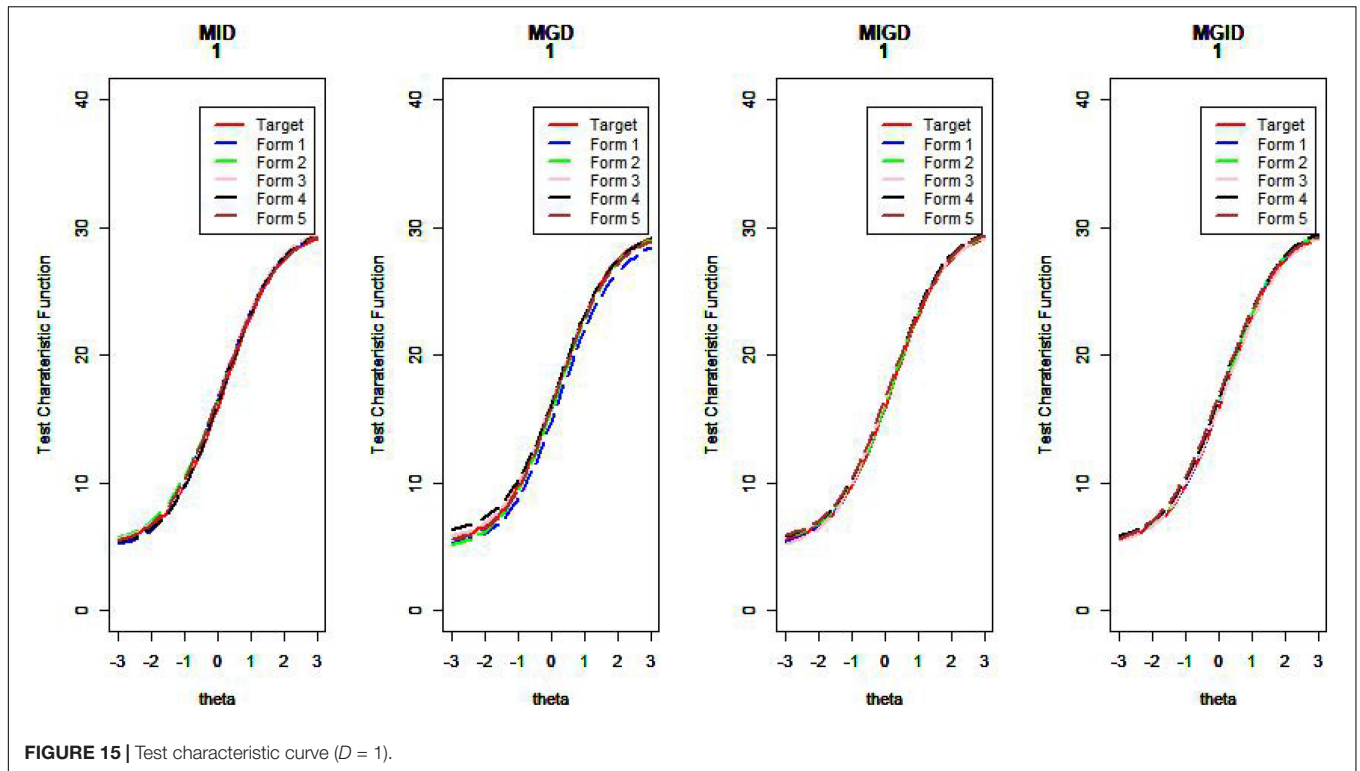 MID
1
Test Charateristic Function
40
30
20
10
0
Target
Form 1
Form 2
Form 3
Form 4
Form 5
-3 -2 -1 0 1 2 3
theta
MGD
1
Test Charateristic Function
40
30
20
10
0
Target
Form 1
Form 2
Form 3
Form 4
Form 5
-3 -2 -1 0 1 2 3
theta
MIGD
1
Test Charateristic Function
40
30
20
10
0
Target
Form 1
Form 2
Form 3
Form 4
Form 5
-3 -2 -1 0 1 2 3
theta
MGID
1
Test Charateristic Function
40
30
20
10
0
Target
Form 1
Form 2
Form 3
Form 4
Form 5
-3 -2 -1 0 1 2 3
theta
FIGURE 15 | Test characteristic curve (D = 1).